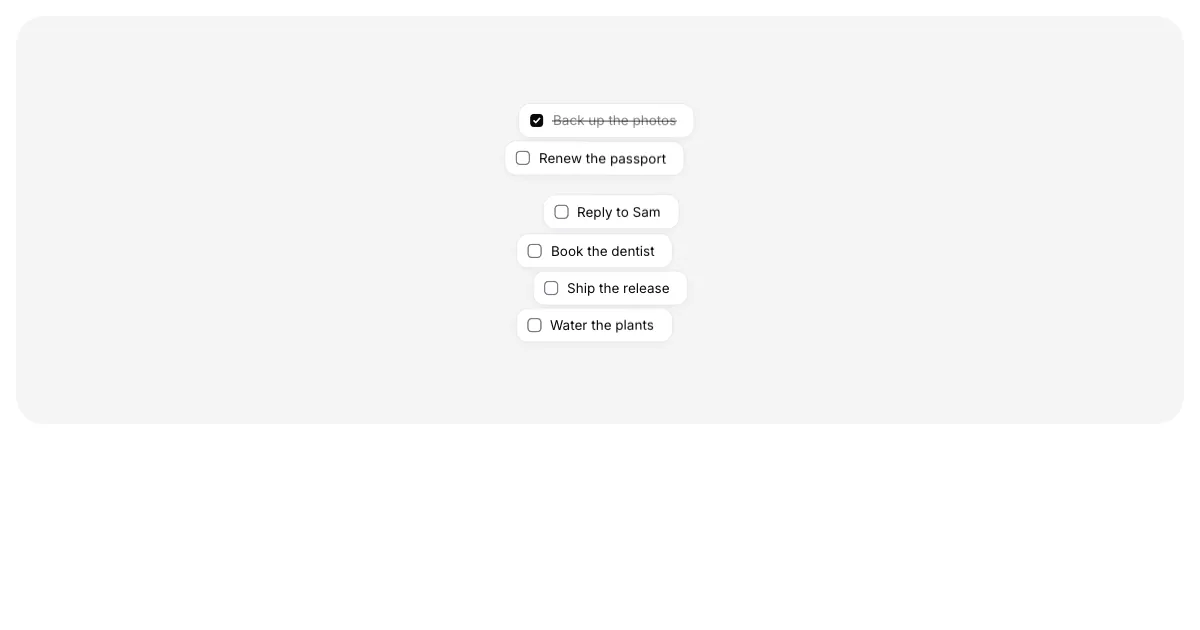 Back up the photos
Renew the passport
Reply to Sam
Book the dentist
Ship the release
Water the plants